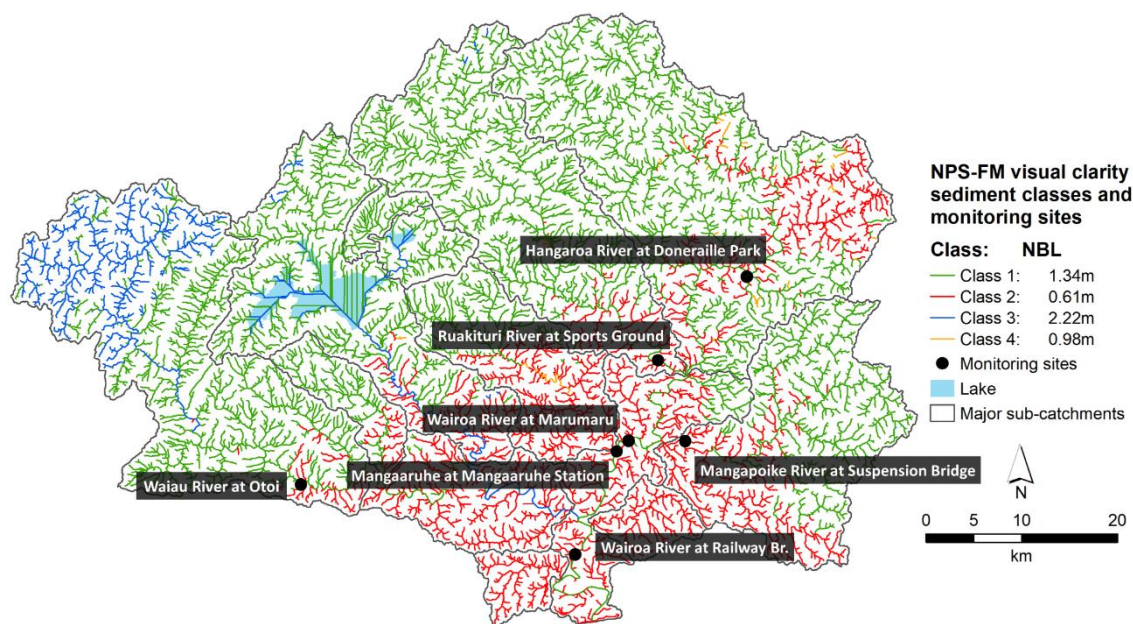 NPS-FM visual clarity
sediment classes and
monitoring sites
Class: NBL
Class 1: 1.34m
Class 2: 0.61m
Class 3: 2.22m
Class 4: 0.98m
Monitoring sites
Lake
Major sub-catchments
N
0 5 10 20
km
Hangaroa River at Doneraille Park
Ruakituri River at Sports Ground
Wairoa River at Marumaru
Mangaaruhe at Mangaaruhe Station
Mangapoike River at Suspension Bridge
Waiau River at Otoi
Wairoa River at Railway Br.